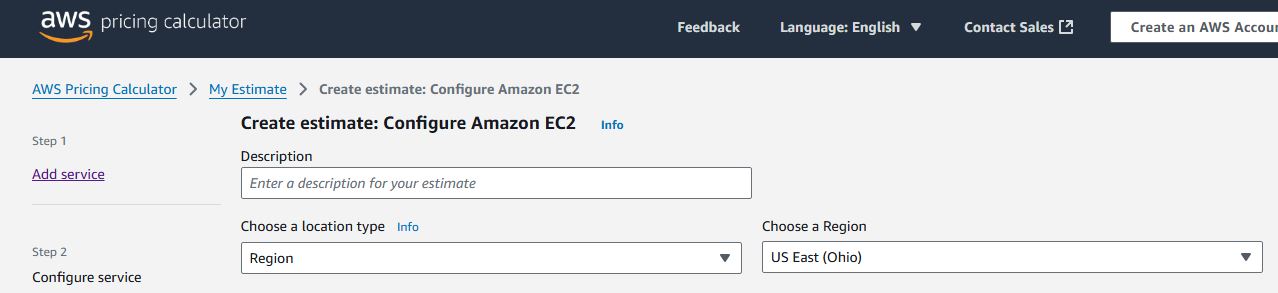 aws pricing calculator
Feedback Language: English Contact Sales Create an AWS Accoun
AWS Pricing Calculator My Estimate Create estimate: Configure Amazon EC2
Create estimate: Configure Amazon EC2 Info
Step 1
Add service
Description
Enter a description for your estimate
Choose a location type Info
Region
Choose a Region
US East (Ohio)
Step 2
Configure service